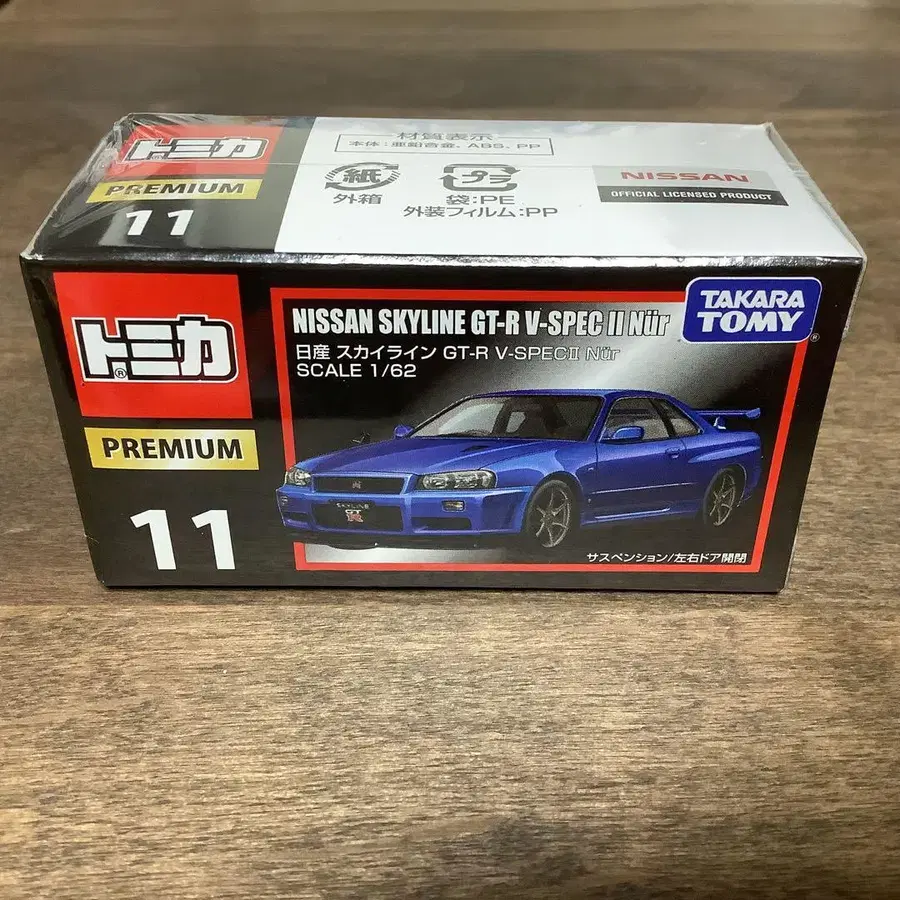 トミカ
PREMIUM
11
材質表示
本体:亜鉛合金、ABS、PP
紙
外箱
プラ
袋:PE
外装フィルム:PP
NISSAN
OFFICIAL LICENSED PRODUCT
トミカ®
PREMIUM
11
NISSAN SKYLINE GT-R V-SPEC II Nür
日産 スカイライン GT-R V-SPECⅡ Nür
SCALE 1/62
TAKARA
TOMY®
SKYLINE
GT
R
サスペンション/左右ドア開閉